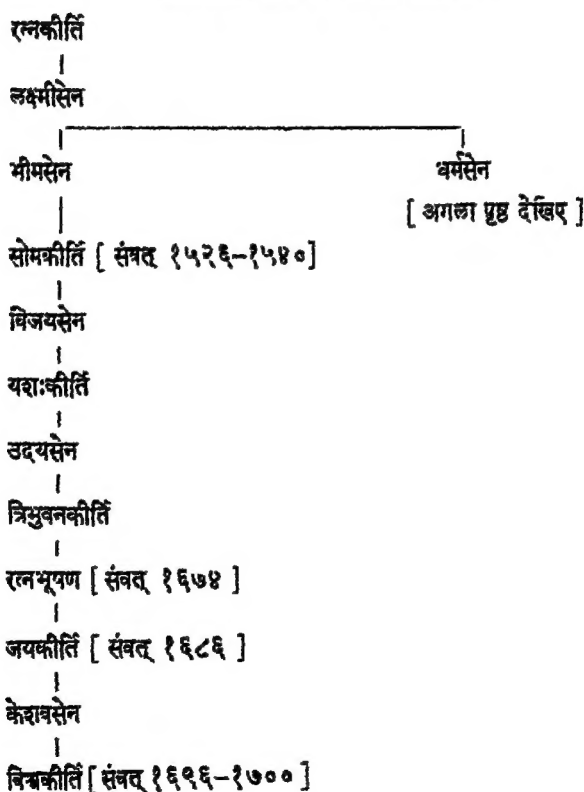 रत्नकीर्ति
लक्ष्मीसेन
भीमसेन धर्मसेन
[ अगला पृष्ठ देखिए ]
सोमकीर्ति [ संवत् १५२६-१५४० ]
विजयसेन
यशःकीर्ति
उदयसेन
त्रिभुवनकीर्ति
रत्नभूषण [ संवत् १६७४ ]
जयकीर्ति [ संवत् १६८६ ]
केशवसेन
विश्वकीर्ति [ संवत् १६९६-१७०० ]